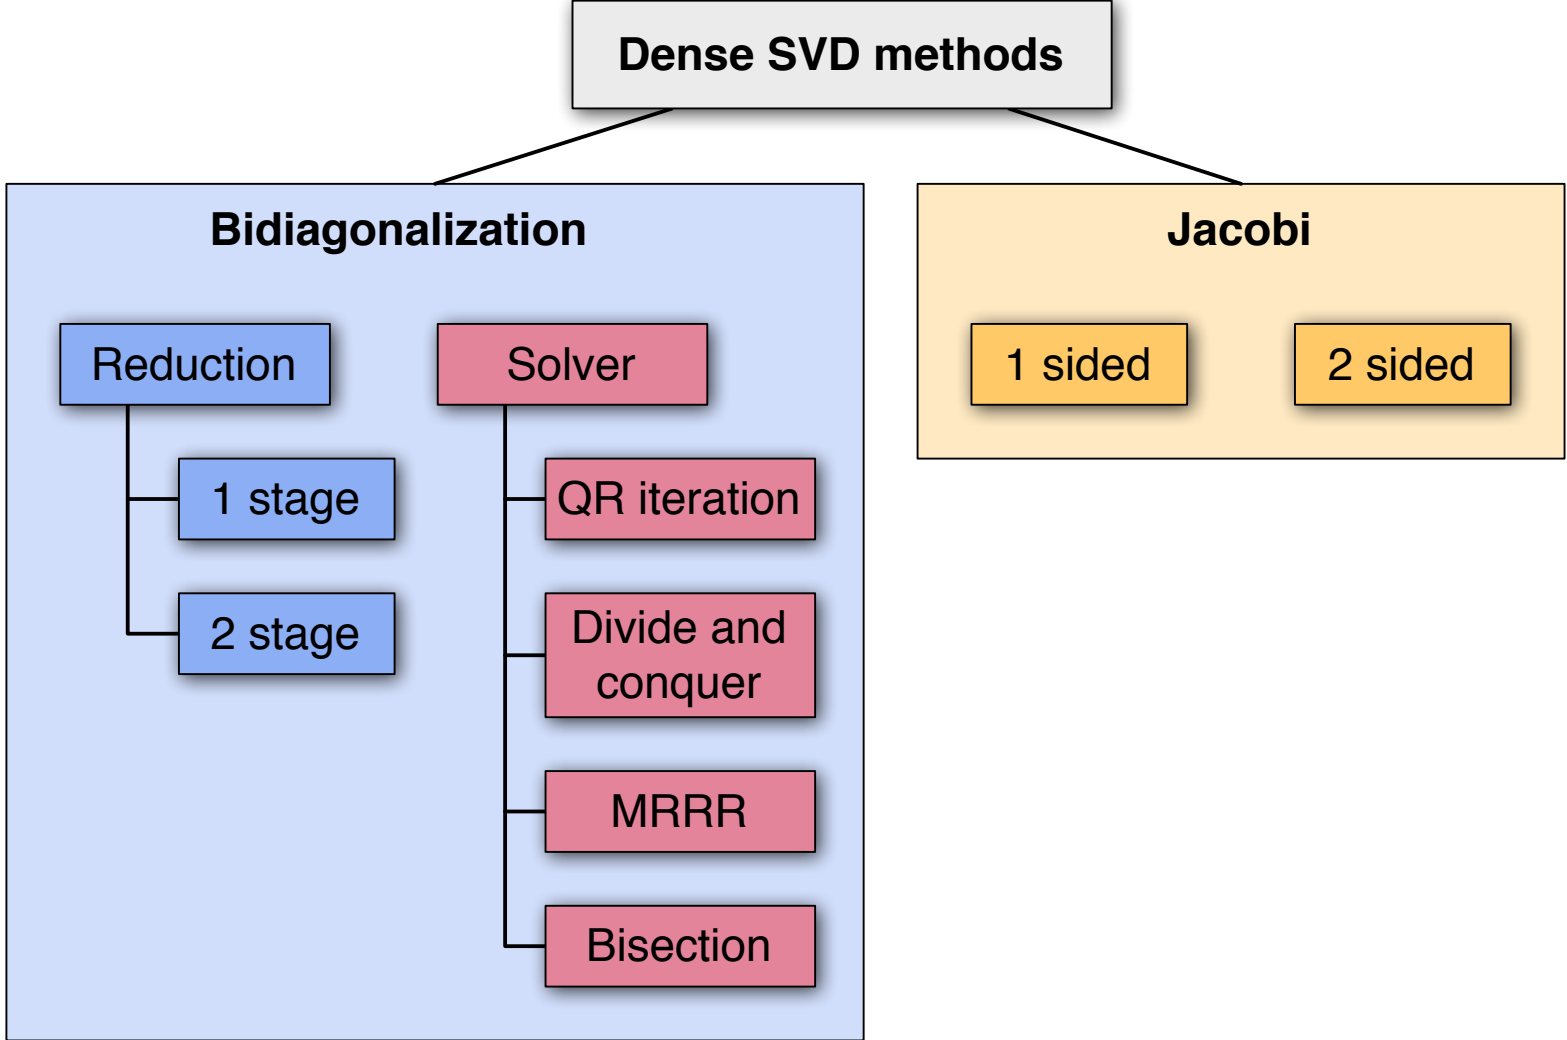 Dense SVD methods
Bidiagonalization
Reduction
1 stage
2 stage
Solver
QR iteration
Divide and
conquer
MRRR
Bisection
Jacobi
1 sided
2 sided